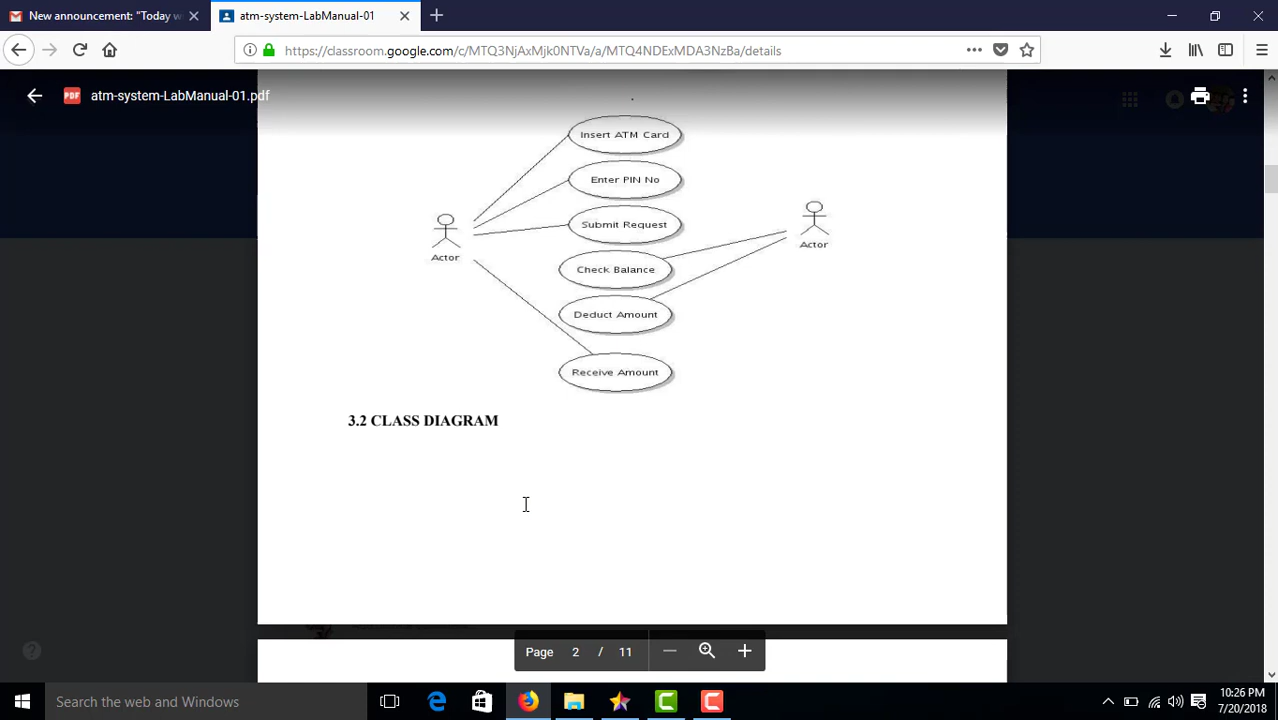 New announcement: "Today w
atm-system-LabManual-01
https://classroom.google.com/c/MTQ3NjAxMjk0NTVa/a/MTQ4NDExMDA3NzBa/details
PDF
atm-system-LabManual-01.pdf
Insert ATM Card
Enter PIN No
Submit Request
Actor
Actor
Check Balance
Deduct Amount
Receive Amount
3.2 CLASS DIAGRAM
Page 2 / 11
Search the web and Windows
10:26 PM
7/20/2018